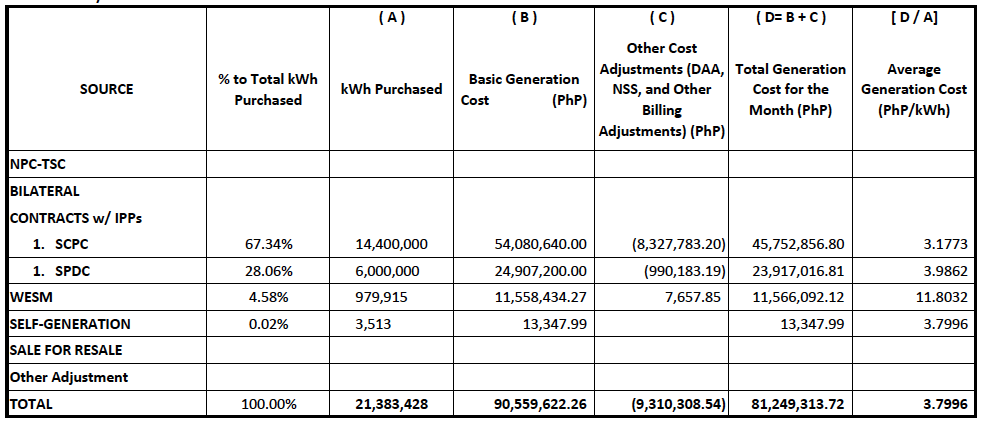 ( A ) ( B ) ( C ) ( D= B + C ) [ D / A]
SOURCE % to Total kWh Purchased kWh Purchased Basic Generation Cost (PhP) Other Cost Adjustments (DAA, NSS, and Other Billing Adjustments) (PhP) Total Generation Cost for the Month (PhP) Average Generation Cost (PhP/kWh)
NPC-TSC
BILATERAL
CONTRACTS w/ IPPs
1. SCPC 67.34% 14,400,000 54,080,640.00 (8,327,783.20) 45,752,856.80 3.1773
1. SPDC 28.06% 6,000,000 24,907,200.00 (990,183.19) 23,917,016.81 3.9862
WESM 4.58% 979,915 11,558,434.27 7,657.85 11,566,092.12 11.8032
SELF-GENERATION 0.02% 3,513 13,347.99 13,347.99 3.7996
SALE FOR RESALE
Other Adjustment
TOTAL 100.00% 21,383,428 90,559,622.26 (9,310,308.54) 81,249,313.72 3.7996